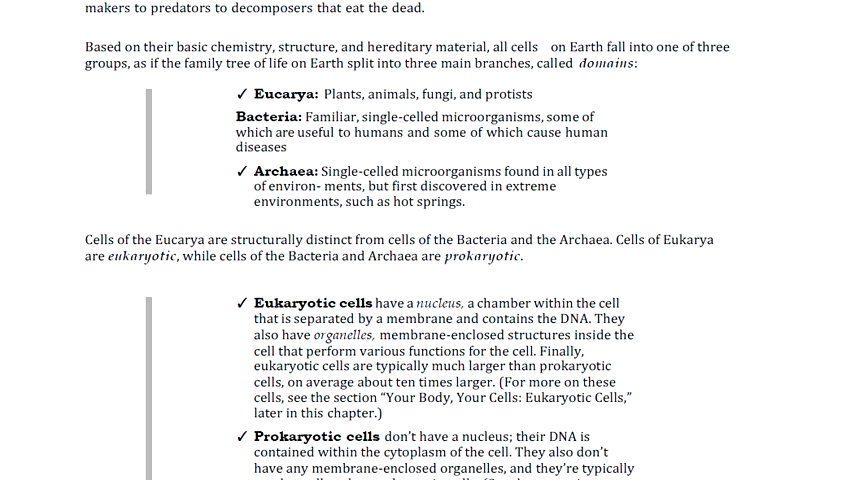 makers to predators to decomposers that eat the dead.
Based on their basic chemistry, structure, and hereditary material, all cells on Earth fall into one of three
groups, as if the family tree of life on Earth split into three main branches, called domains:
✓ Eucarya: Plants, animals, fungi, and protists
Bacteria: Familiar, single-celled microorganisms, some of
which are useful to humans and some of which cause human
diseases
✓ Archaea: Single-celled microorganisms found in all types
of environ- ments, but first discovered in extreme
environments, such as hot springs.
Cells of the Eucarya are structurally distinct from cells of the Bacteria and the Archaea. Cells of Eukarya
are eukaryotic, while cells of the Bacteria and Archaea are prokaryotic.
✓ Eukaryotic cells have a nucleus, a chamber within the cell
that is separated by a membrane and contains the DNA. They
also have organelles, membrane-enclosed structures inside the
cell that perform various functions for the cell. Finally,
eukaryotic cells are typically much larger than prokaryotic
cells, on average about ten times larger. (For more on these
cells, see the section “Your Body, Your Cells: Eukaryotic Cells,”
later in this chapter.)
✓ Prokaryotic cells don’t have a nucleus; their DNA is
contained within the cytoplasm of the cell. They also don’t
have any membrane-enclosed organelles, and they’re typically